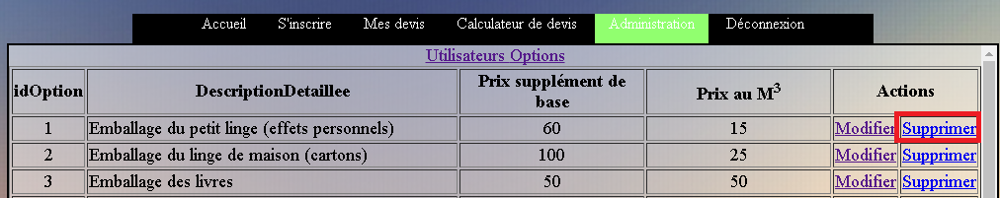 Accueil S'inscrire Mes devis Calculateur de devis Administration Déconnexion
Utilisateurs Options
idOption DescriptionDetaillee Prix supplément de base Prix au M³ Actions
1 Emballage du petit linge (effets personnels) 60 15 Modifier Supprimer
2 Emballage du linge de maison (cartons) 100 25 Modifier Supprimer
3 Emballage des livres 50 50 Modifier Supprimer